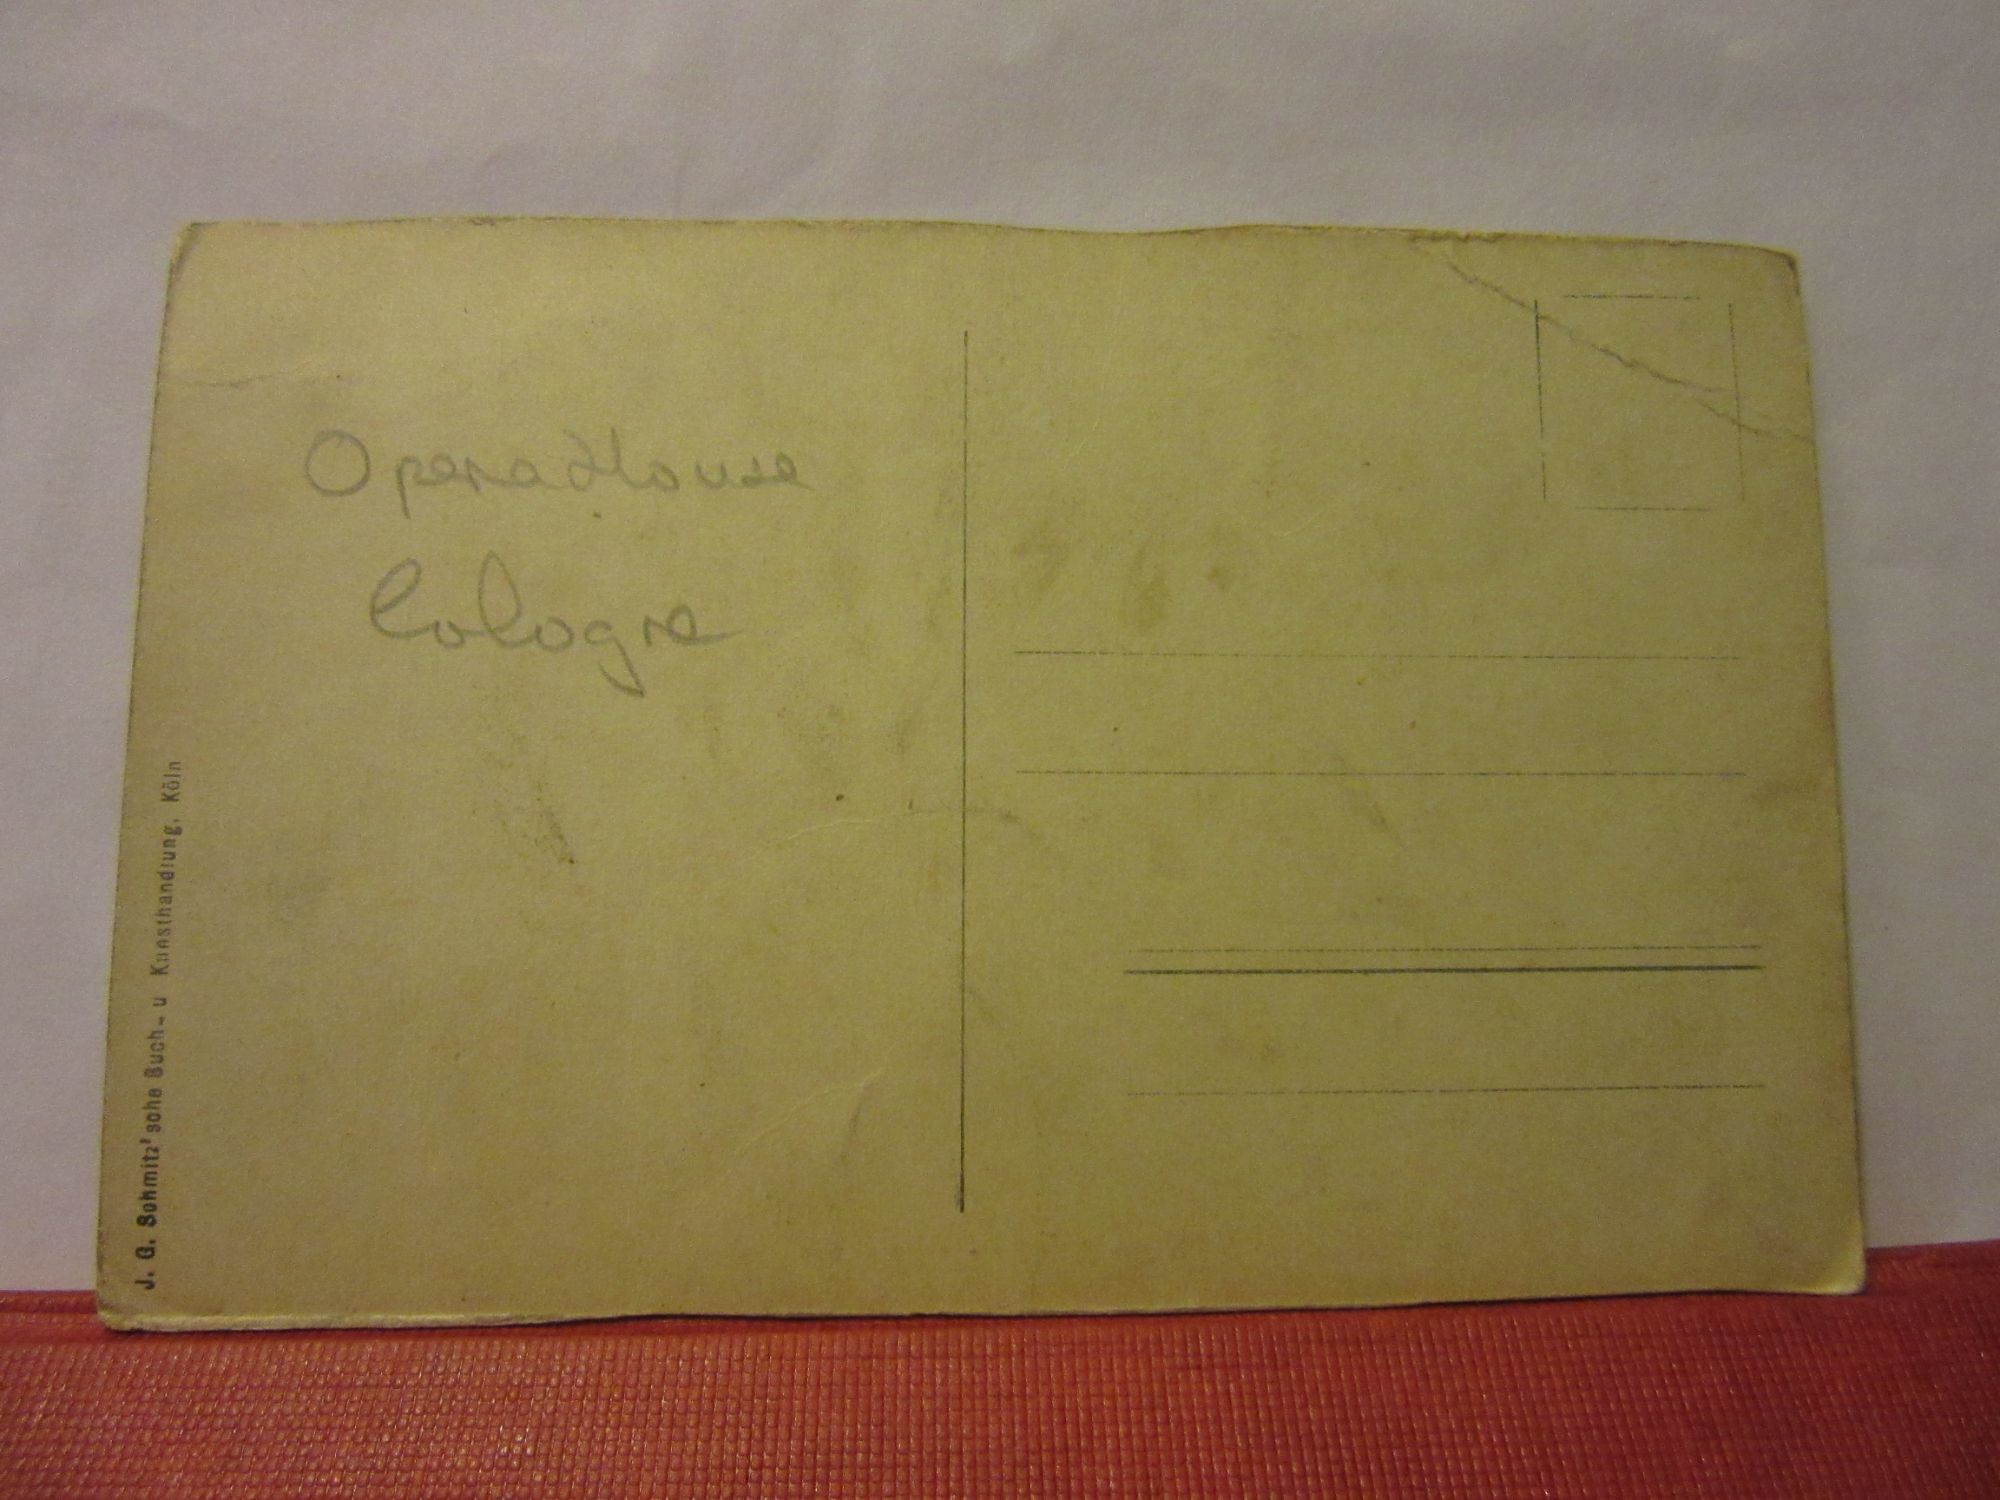 Opera House
Cologne
J. G. Schmitz'sche Buch- u Kunsthandlung, Köln